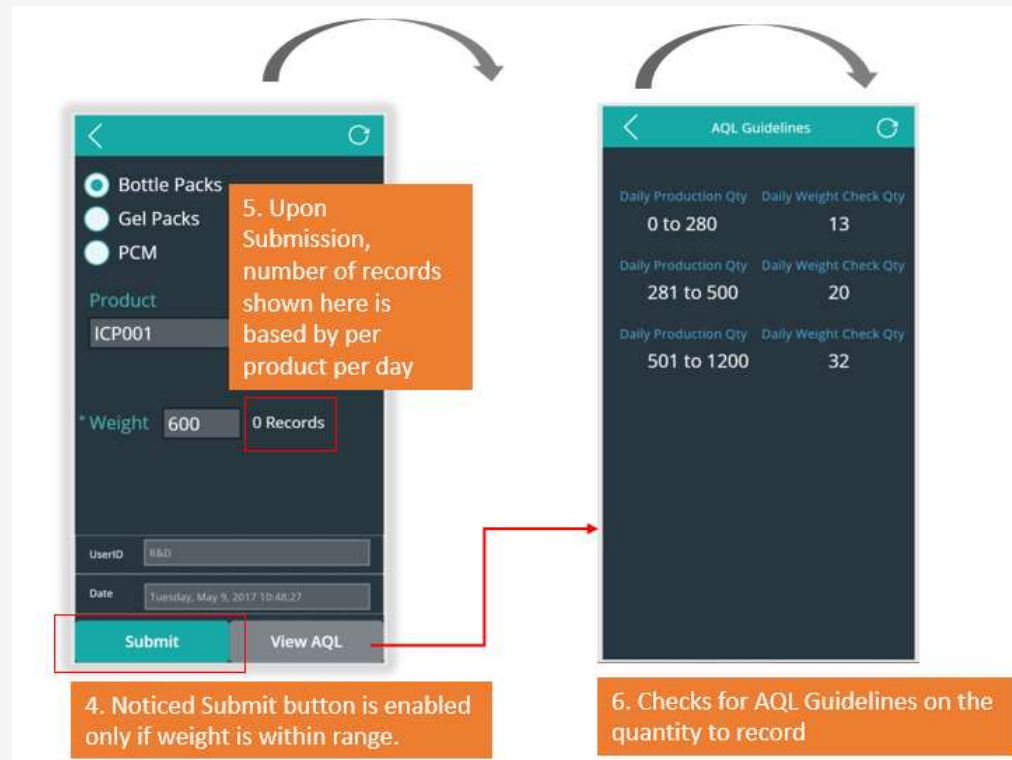 Bottle Packs
Gel Packs
PCM
Product
ICP001
* Weight 600 0 Records
UserID R&D
Date Tuesday, May 9, 2017 10:48:27
Submit View AQL
5. Upon
Submission,
number of records
shown here is
based by per
product per day
4. Noticed Submit button is enabled
only if weight is within range.
AQL Guidelines
Daily Production Qty Daily Weight Check Qty
0 to 280 13
Daily Production Qty Daily Weight Check Qty
281 to 500 20
Daily Production Qty Daily Weight Check Qty
501 to 1200 32
6. Checks for AQL Guidelines on the
quantity to record